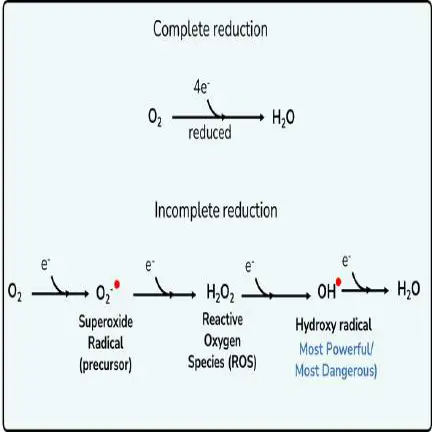 Complete reduction
4e⁻
O₂ H₂O
reduced
Incomplete reduction
e⁻ e⁻ e⁻ e⁻
O₂ O₂⁻• H₂O₂ OH• H₂O
Superoxide
Radical
(precursor)
Reactive
Oxygen
Species (ROS)
Hydroxy radical
Most Powerful/
Most Dangerous)